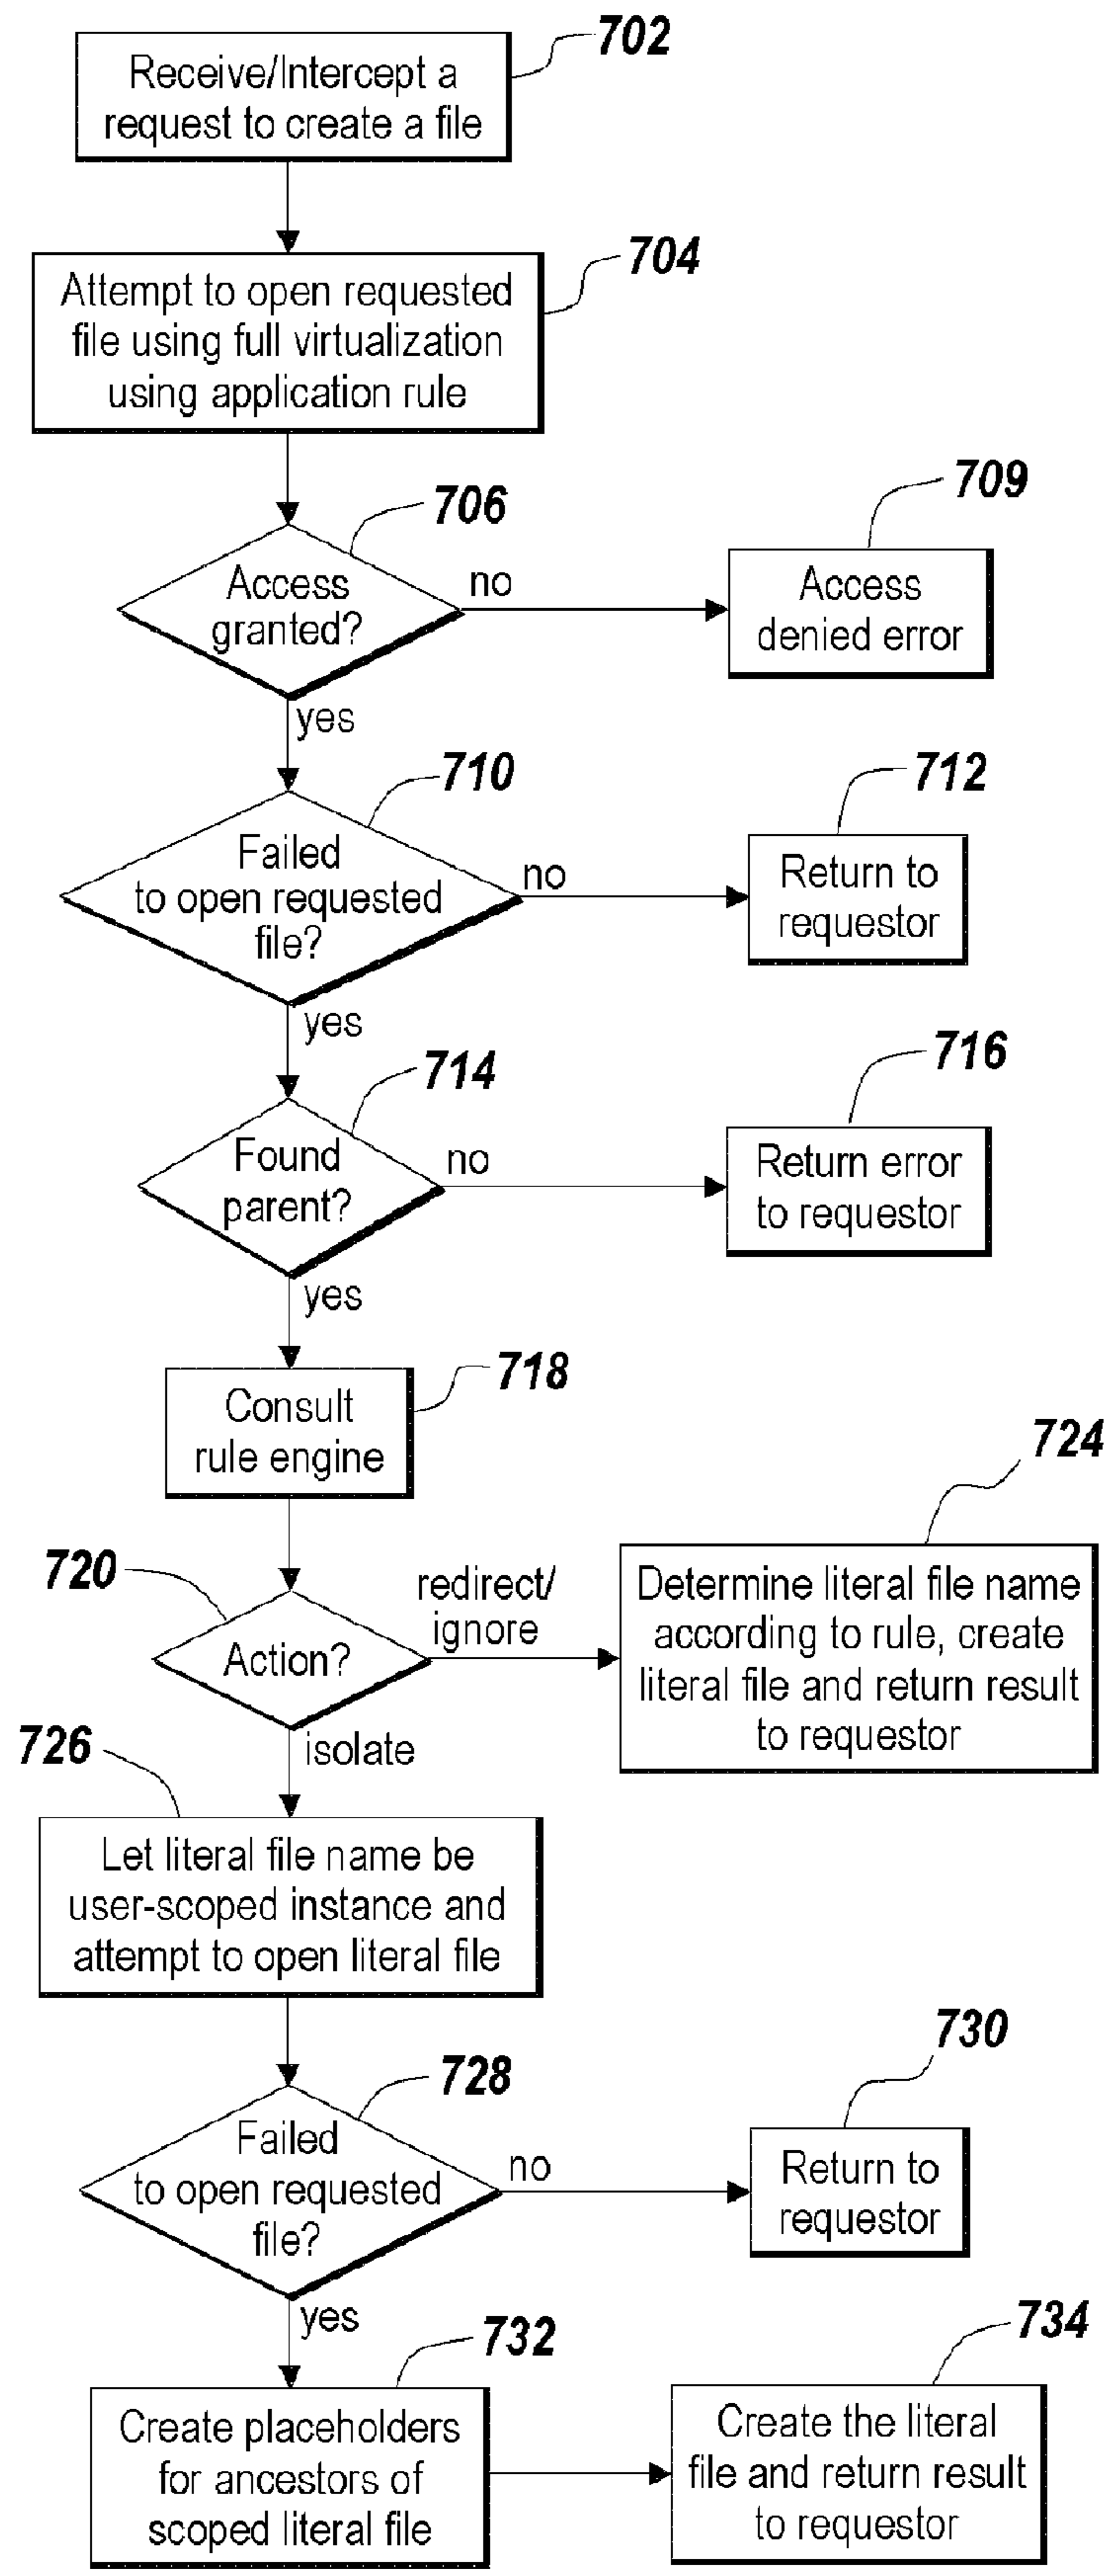 702
Receive/Intercept a
request to create a file
704
Attempt to open requested
file using full virtualization
using application rule
706
Access
granted?
no
709
Access
denied error
yes
710
Failed
to open requested
file?
no
712
Return to
requestor
yes
714
Found
parent?
no
716
Return error
to requestor
yes
718
Consult
rule engine
720
Action?
redirect/
ignore
724
Determine literal file name
according to rule, create
literal file and return result
to requestor
isolate
726
Let literal file name be
user-scoped instance and
attempt to open literal file
728
Failed
to open requested
file?
no
730
Return to
requestor
yes
732
Create placeholders
for ancestors of
scoped literal file
734
Create the literal
file and return result
to requestor